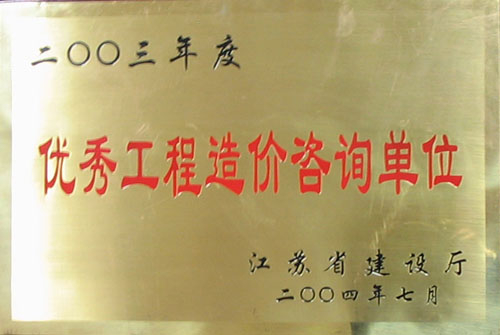 二〇〇三年度
优秀工程造价咨询单位
江苏省建设厅
二〇〇四年七月